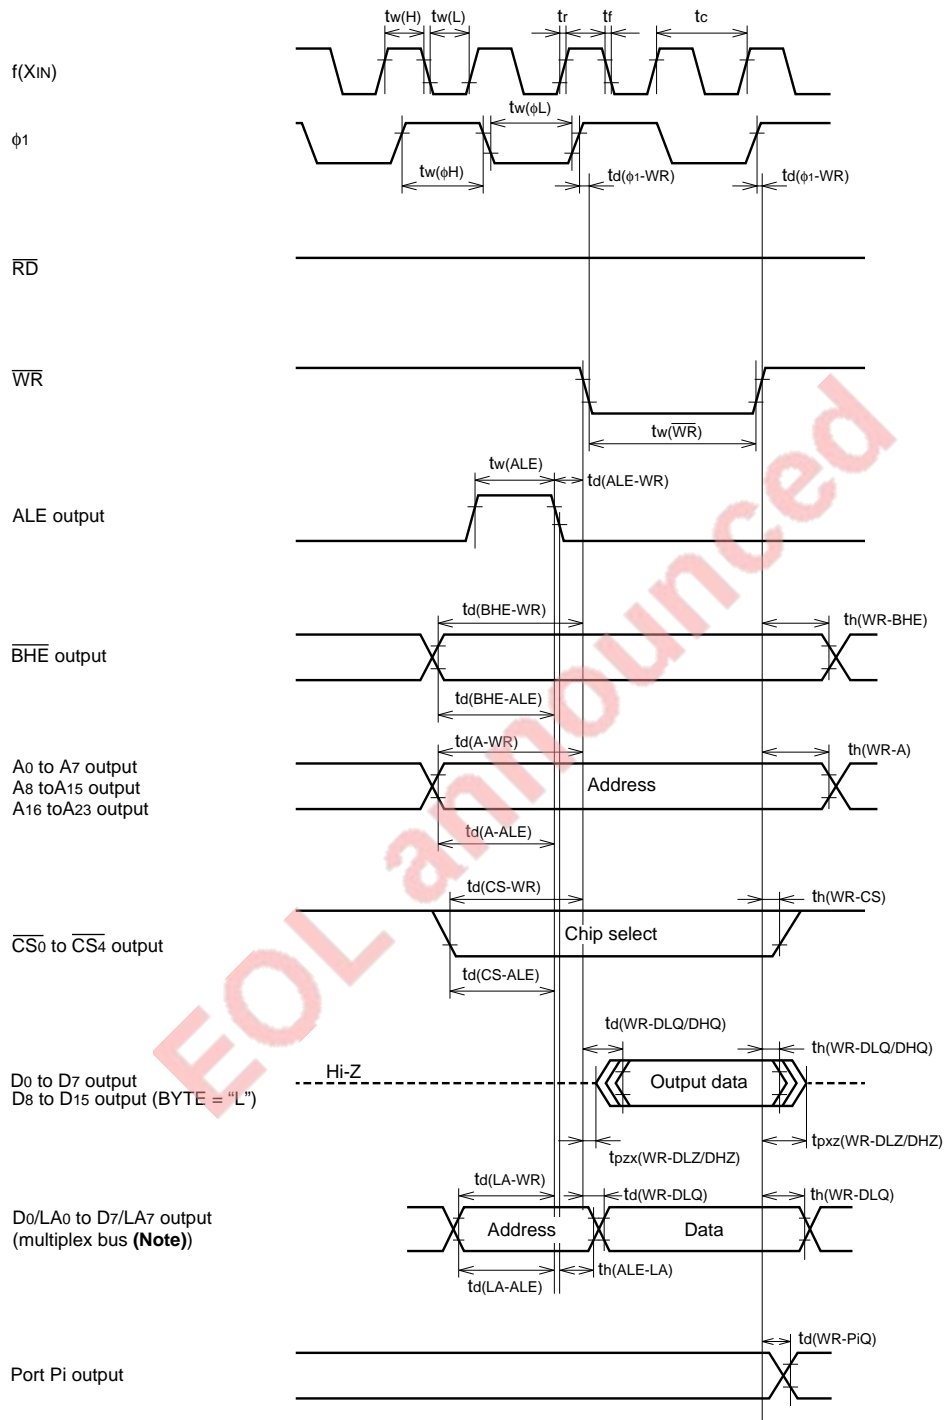 tw(H) tw(L) tr tf tc
f(XIN)
tw(ϕL)
ϕ1
tw(ϕH) td(ϕ1-WR) td(ϕ1-WR)
RD
WR
tw(WR)
tw(ALE) td(ALE-WR)
ALE output
td(BHE-WR) th(WR-BHE)
BHE output
td(BHE-ALE)
td(A-WR) th(WR-A)
A0 to A7 output
A8 toA15 output
A16 toA23 output
Address
td(A-ALE)
td(CS-WR) th(WR-CS)
CS0 to CS4 output
Chip select
td(CS-ALE)
td(WR-DLQ/DHQ) th(WR-DLQ/DHQ)
Hi-Z
D0 to D7 output
D8 to D15 output (BYTE = “L”)
Output data
tpzx(WR-DLZ/DHZ) tpxz(WR-DLZ/DHZ)
td(LA-WR) td(WR-DLQ) th(WR-DLQ)
D0/LA0 to D7/LA7 output
(multiplex bus (Note))
Address Data
td(LA-ALE) th(ALE-LA)
td(WR-PiQ)
Port Pi output
EOL announced